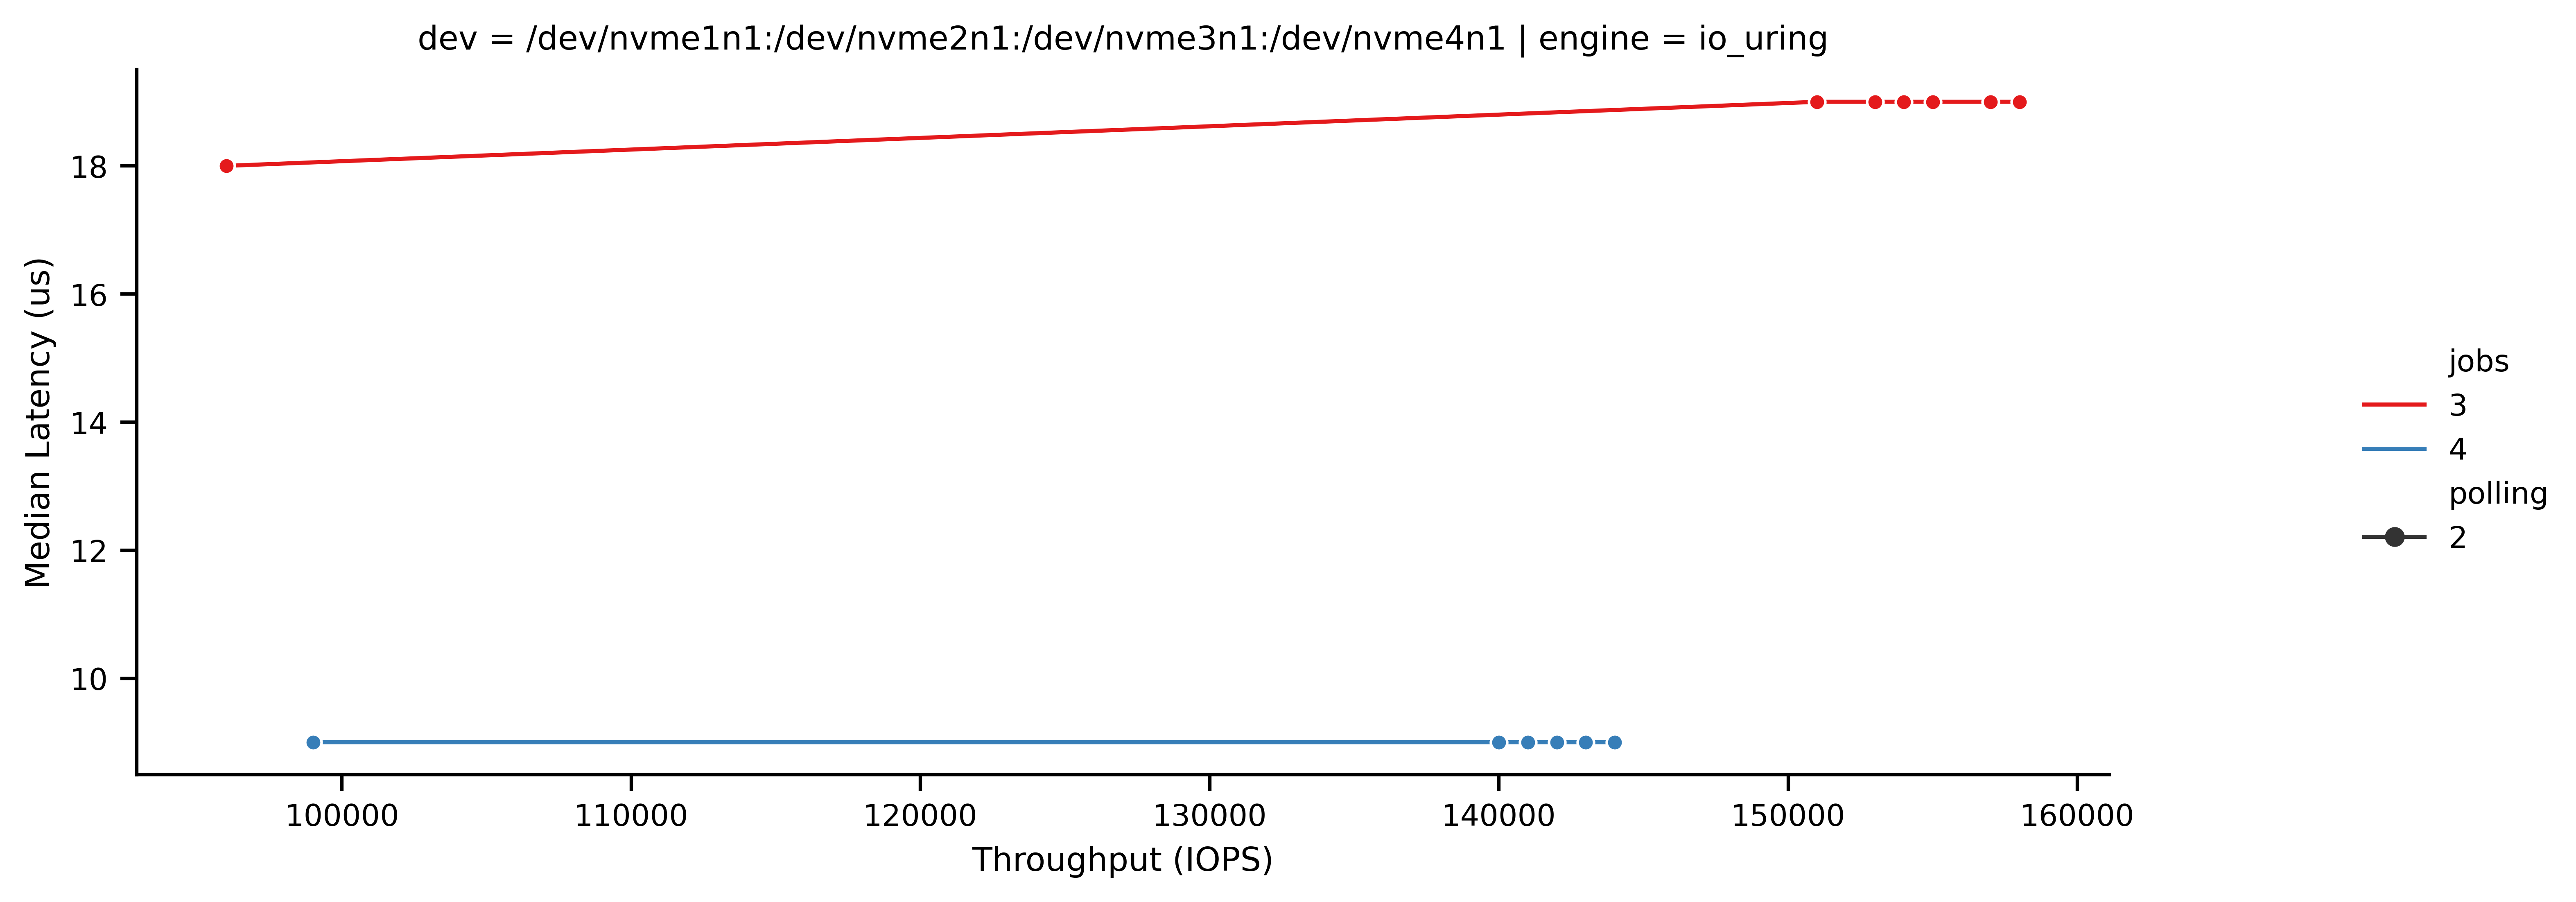 dev = /dev/nvme1n1:/dev/nvme2n1:/dev/nvme3n1:/dev/nvme4n1 | engine = io_uring
Median Latency (us)
18
16
14
12
10
100000 110000 120000 130000 140000 150000 160000
Throughput (IOPS)
jobs
3
4
polling
2